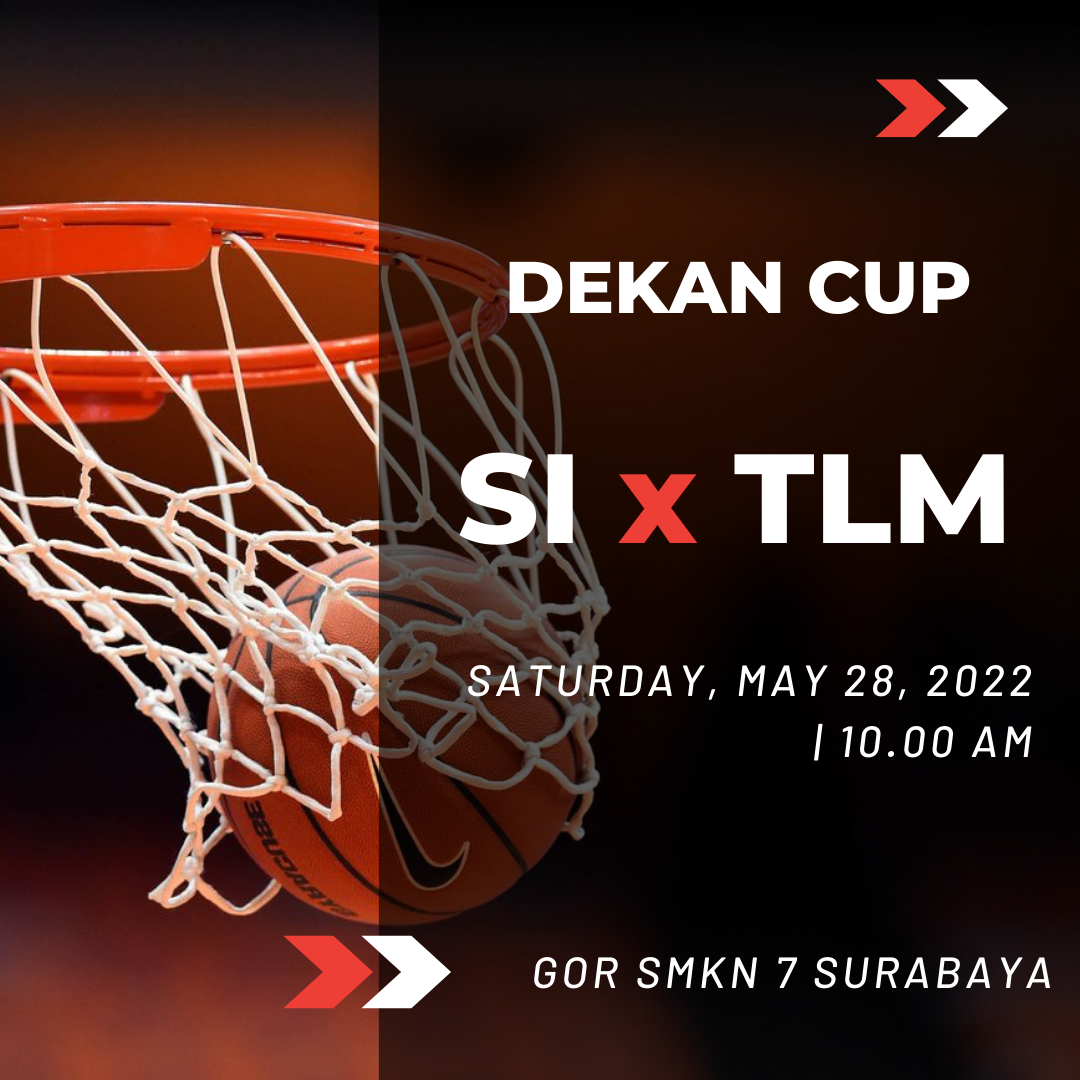 DEKAN CUP
SI x TLM
SATURDAY, MAY 28, 2022
| 10.00 AM
GOR SMKN 7 SURABAYA